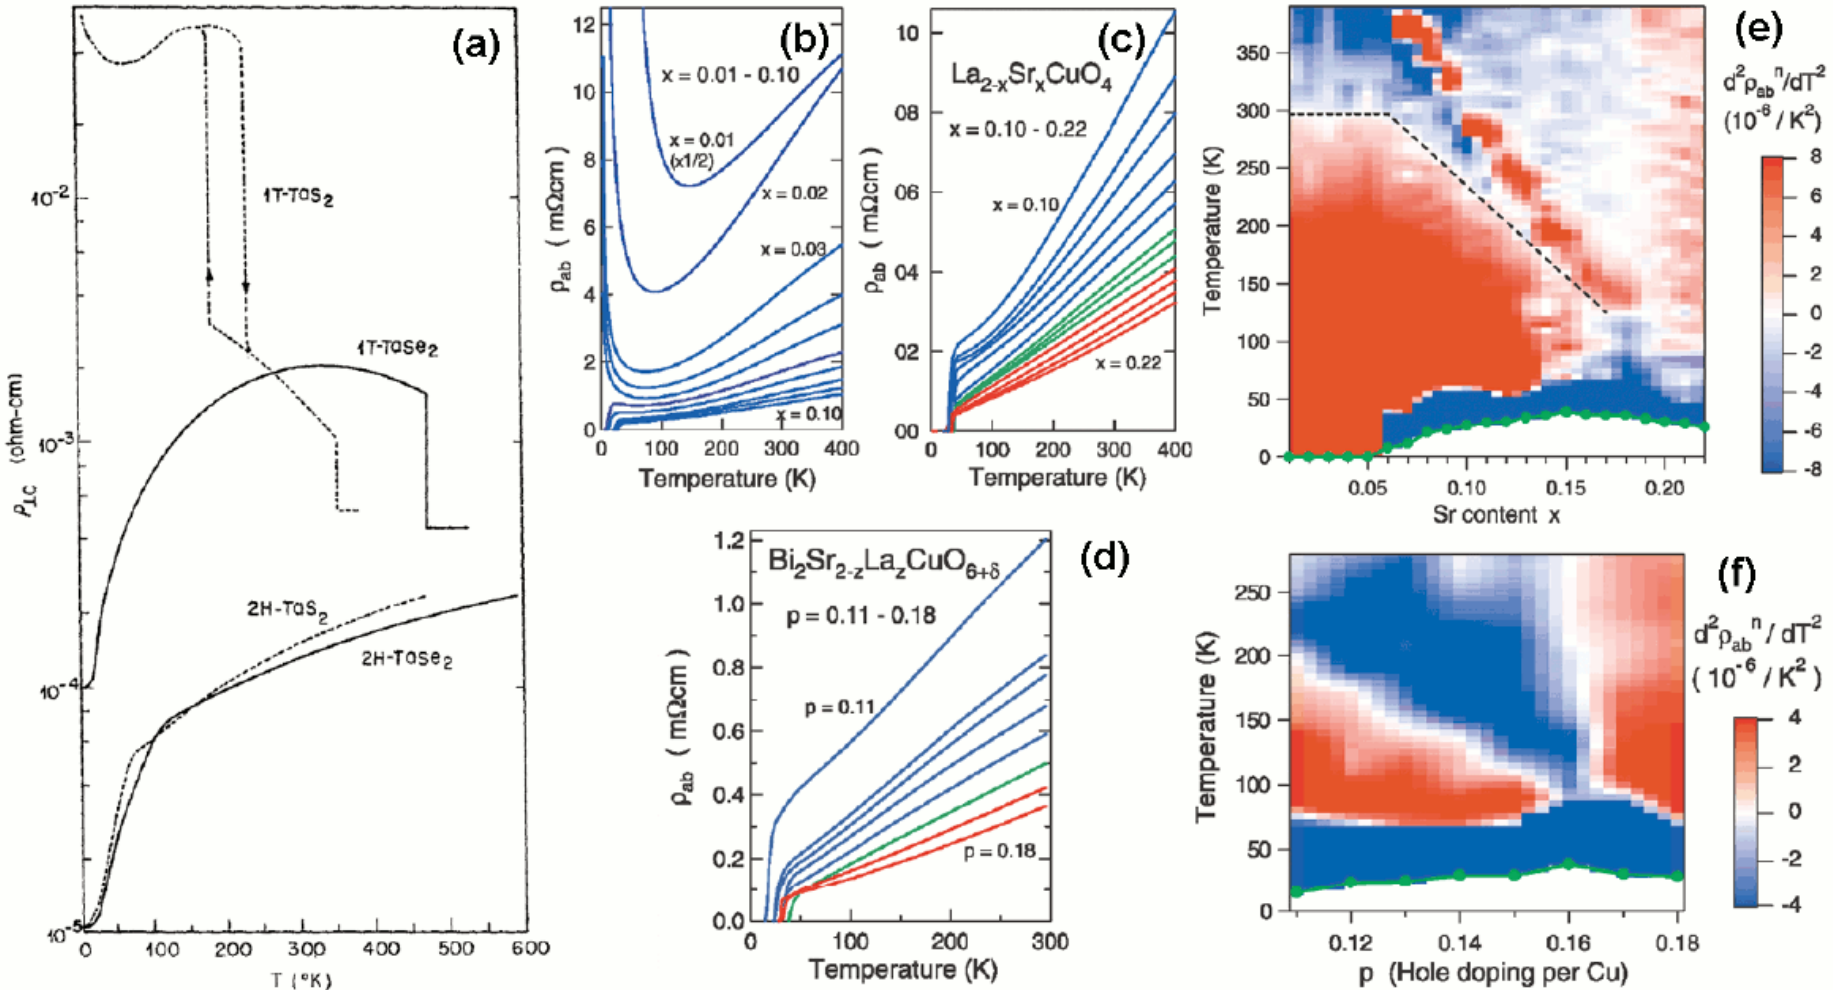 (a)
10⁻²
10⁻³
10⁻⁴
10⁻⁵
ρ⊥C (ohm-cm)
1T-TaS₂
1T-TaSe₂
2H-TaS₂
2H-TaSe₂
0
100
200
300
400
500
600
T (°K)
(b)
12
10
8
6
4
2
0
ρab ( mΩcm)
x = 0.01 - 0.10
x = 0.01
(x1/2)
x = 0.02
x = 0.03
x = 0.10
0 100 200 300 400
Temperature (K)
(c)
10
08
06
04
02
00
ρab ( mΩcm)
La2-xSrxCuO4
x = 0.10 - 0.22
x = 0.10
x = 0.22
0 100 200 300 400
Temperature (K)
(d)
1.2
1.0
0.8
0.6
0.4
0.2
0.0
ρab ( mΩcm)
Bi2Sr2-zLazCuO6+δ
p = 0.11 - 0.18
p = 0.11
p = 0.18
0 100 200 300
Temperature (K)
(e)
350
300
250
200
150
100
50
0
Temperature (K)
0.05 0.10 0.15 0.20
Sr content x
d²ρabⁿ/dT²
(10⁻⁶ / K²)
8
6
4
2
0
-2
-4
-6
-8
(f)
250
200
150
100
50
0
Temperature (K)
0.12 0.14 0.16 0.18
p (Hole doping per Cu)
d²ρabⁿ / dT²
( 10⁻⁶ / K²)
4
2
0
-2
-4